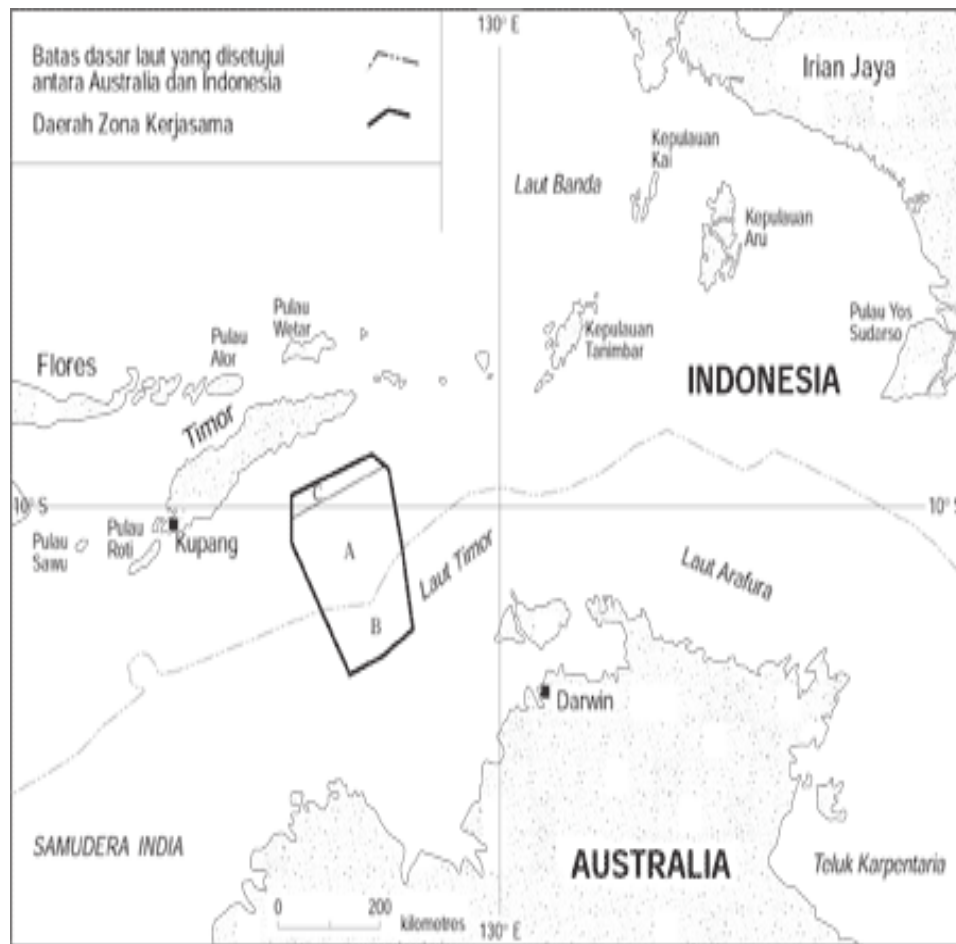 130° E
Batas dasar laut yang disetujui
antara Australia dan Indonesia
Daerah Zona Kerjasama
Irian Jaya
Kepulauan
Kai
Laut Banda
Kepulauan
Aru
Pulau
Wetar
Pulau
Alor
Kepulauan
Tanimbar
Pulau Yos
Sudarso
Flores
INDONESIA
Timor
10° S
10° S
C
Pulau
Sawu
Pulau
Roti
Kupang
A
Laut Timor
Laut Arafura
B
Darwin
SAMUDERA INDIA
AUSTRALIA
Teluk Karpentaria
0 200
kilometres
130° E